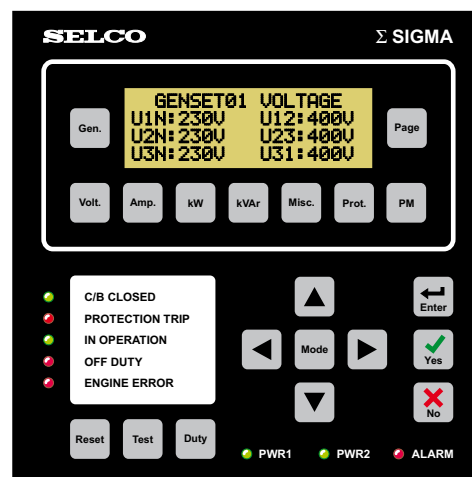 SELCO
Σ SIGMA
Gen.
GENSET01 VOLTAGE
U1N:230V U12:400V
U2N:230V U23:400V
U3N:230V U31:400V
Page
Volt. Amp. kW kVAr Misc. Prot. PM
C/B CLOSED
PROTECTION TRIP
IN OPERATION
OFF DUTY
ENGINE ERROR
Enter
Mode
Yes
No
Reset Test Duty
PWR1 PWR2 ALARM